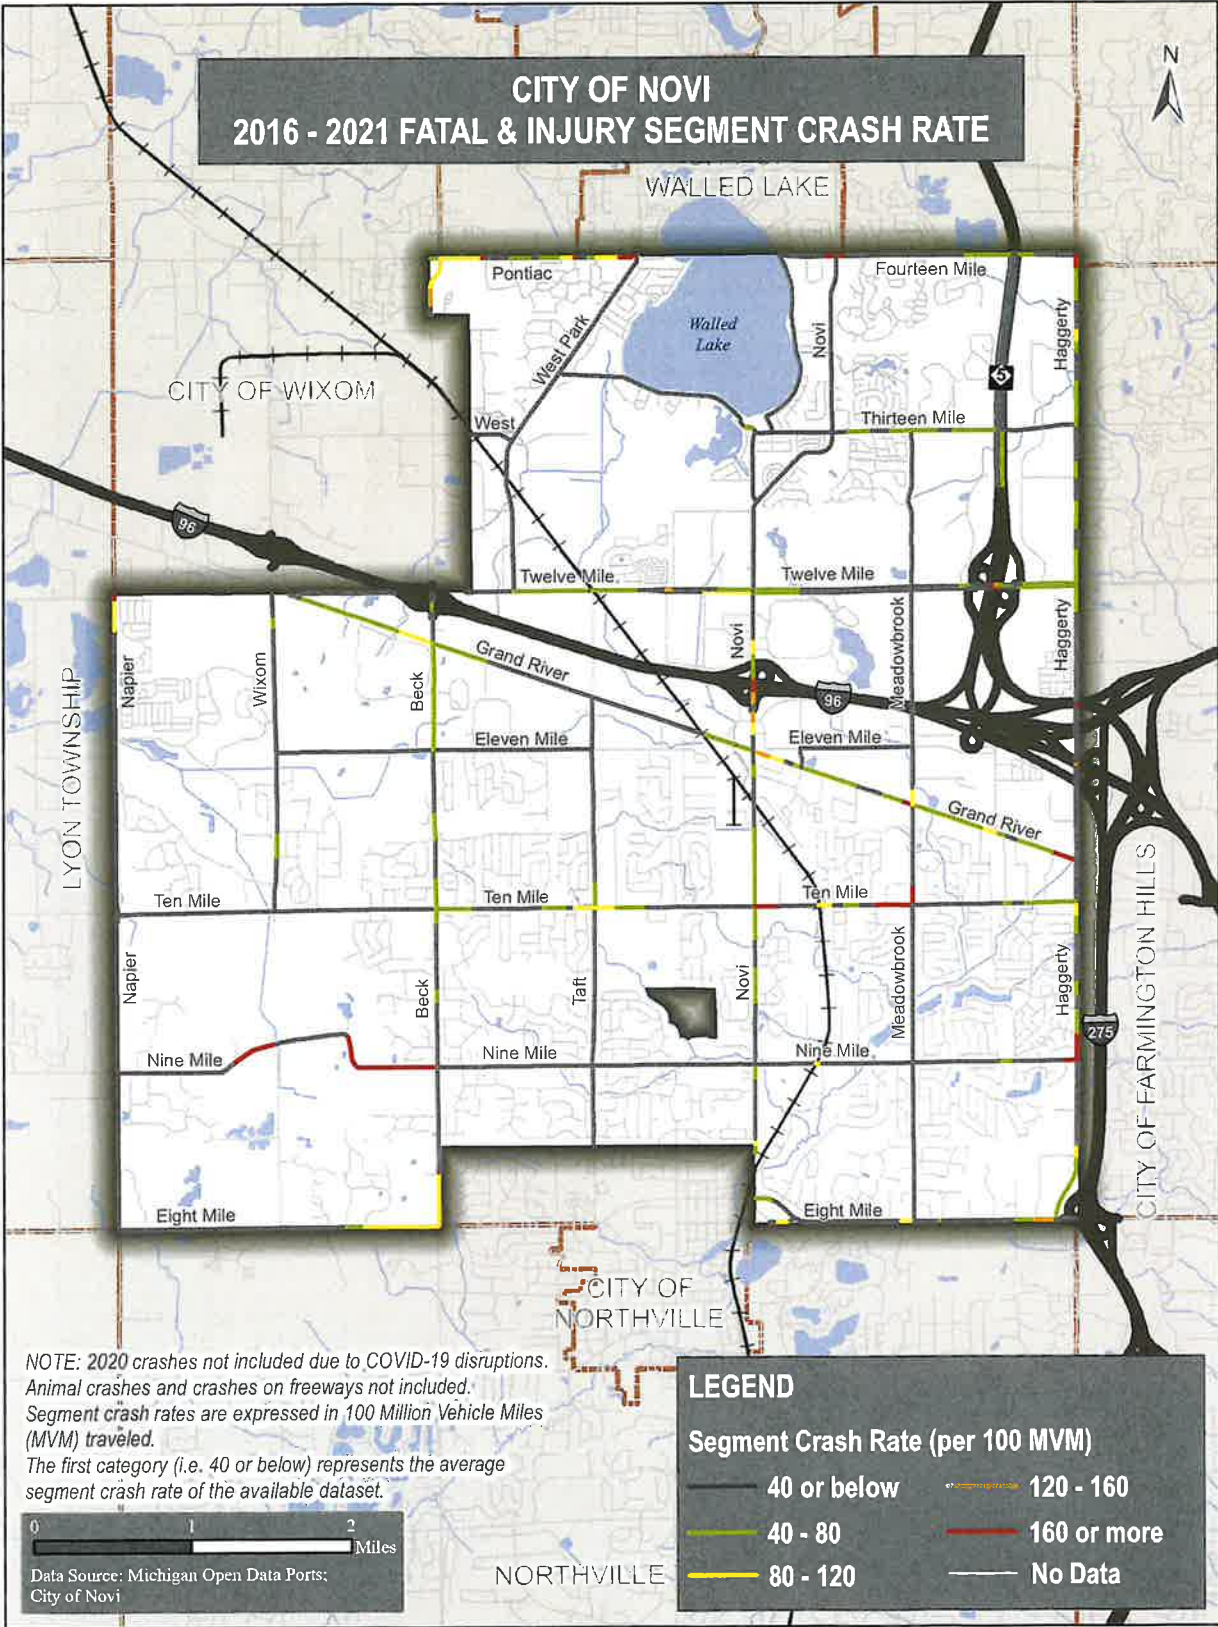 CITY OF NOVI
2016 - 2021 FATAL & INJURY SEGMENT CRASH RATE
N
WALLED LAKE
Pontiac
Fourteen Mile
Walled
Lake
West Park
Novi
Haggerty
5
CITY OF WIXOM
West
Thirteen Mile
96
Twelve Mile
Twelve Mile
Napier
Wixom
Beck
Grand River
Novi
96
Meadowbrook
Haggerty
LYON TOWNSHIP
Eleven Mile
Eleven Mile
Grand River
Ten Mile
Ten Mile
Ten Mile
Napier
Beck
Taft
Novi
Meadowbrook
Haggerty
275
CITY OF FARMINGTON HILLS
Nine Mile
Nine Mile
Nine Mile
Eight Mile
Eight Mile
CITY OF
NORTHVILLE
NOTE: 2020 crashes not included due to COVID-19 disruptions.
Animal crashes and crashes on freeways not included.
Segment crash rates are expressed in 100 Million Vehicle Miles
(MVM) traveled.
The first category (i.e. 40 or below) represents the average
segment crash rate of the available dataset.
0 1 2
Miles
Data Source: Michigan Open Data Ports;
City of Novi
NORTHVILLE
LEGEND
Segment Crash Rate (per 100 MVM)
40 or below
120 - 160
40 - 80
160 or more
80 - 120
No Data